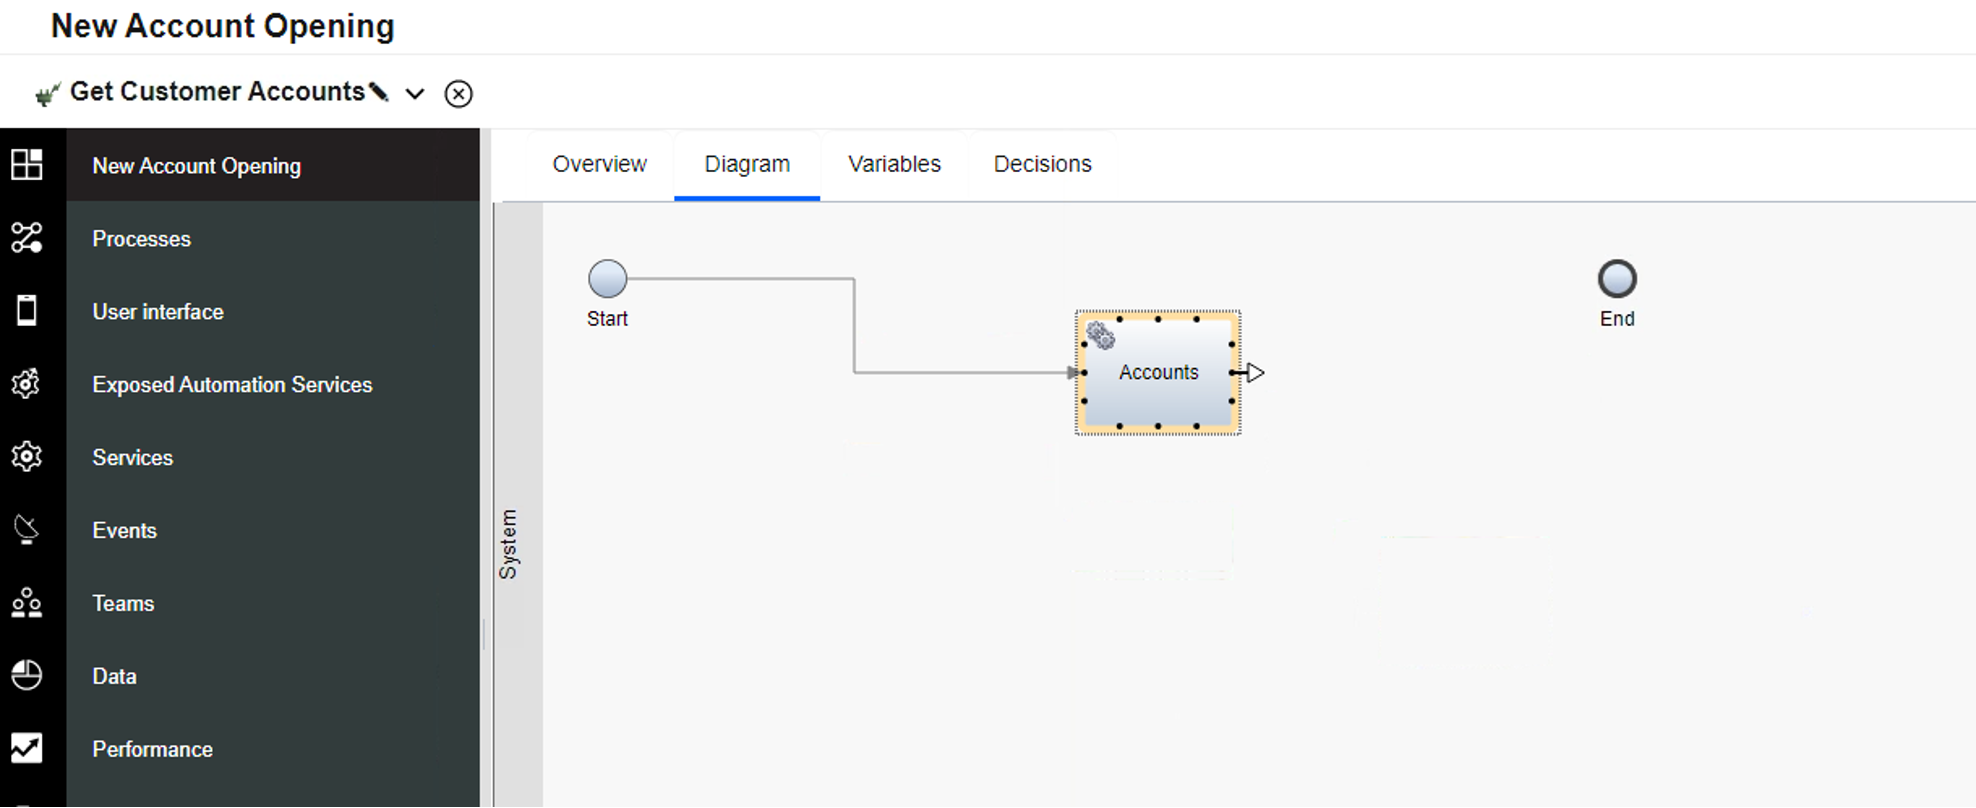 New Account Opening
Get Customer Accounts
New Account Opening
Processes
User interface
Exposed Automation Services
Services
Events
Teams
Data
Performance
Overview Diagram Variables Decisions
System
Start
Accounts
End